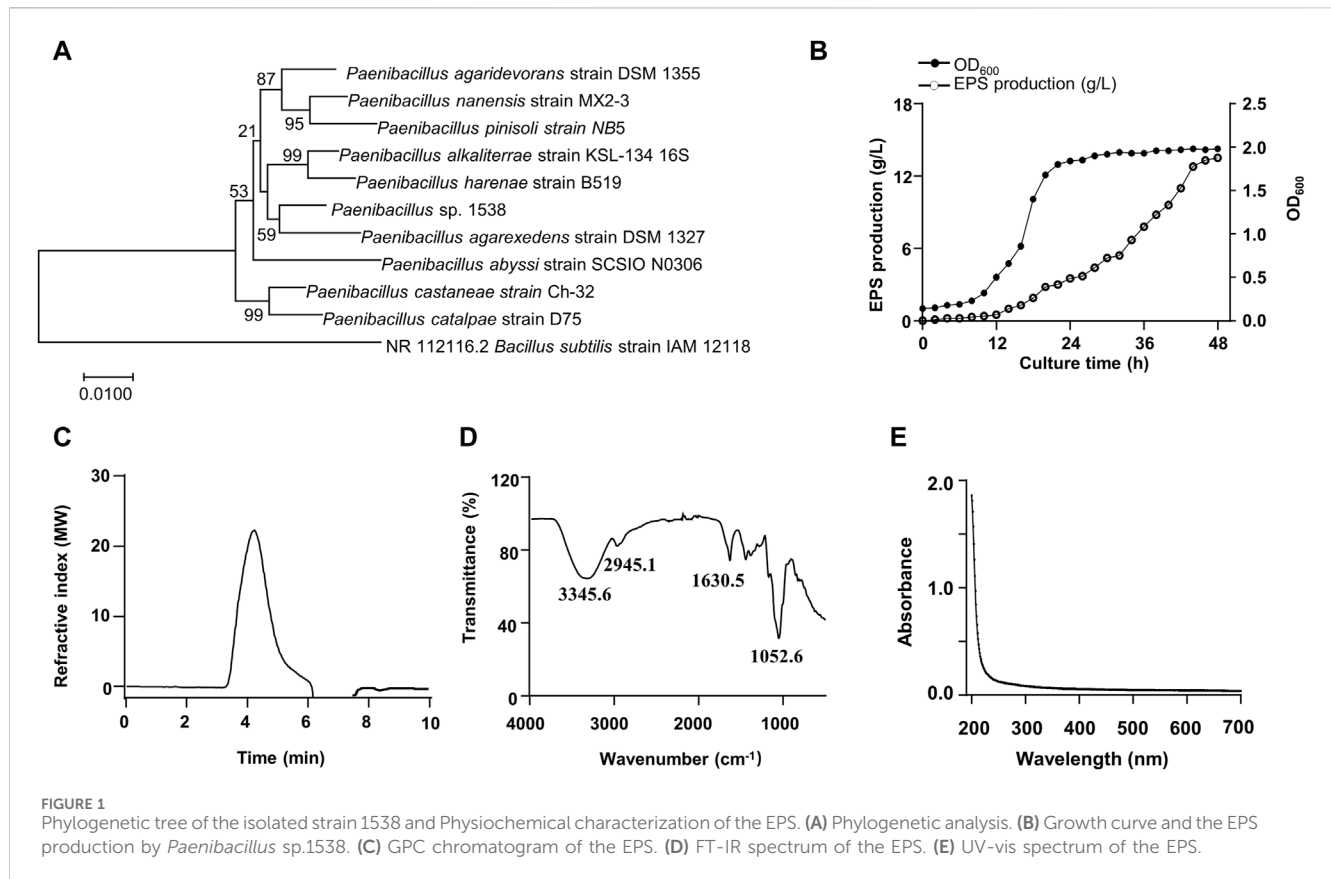 A
87
Paenibacillus agaridevorans strain DSM 1355
Paenibacillus nanensis strain MX2-3
95
Paenibacillus pinisoli strain NB5
21
99
Paenibacillus alkaliterrae strain KSL-134 16S
Paenibacillus harenae strain B519
53
Paenibacillus sp. 1538
59
Paenibacillus agarexedens strain DSM 1327
Paenibacillus abyssi strain SCSIO N0306
Paenibacillus castaneae strain Ch-32
99
Paenibacillus catalpae strain D75
NR 112116.2 Bacillus subtilis strain IAM 12118
0.0100
B
OD600
EPS production (g/L)
18
12
6
0
EPS production (g/L)
2.5
2.0
1.5
1.0
0.5
0.0
OD600
0 12 24 36 48
Culture time (h)
C
30
20
10
0
Refractive index (MW)
0 2 4 6 8 10
Time (min)
D
120
80
40
0
Transmittance (%)
3345.6
2945.1
1630.5
1052.6
4000 3000 2000 1000
Wavenumber (cm-1)
E
2.0
1.0
0.0
Absorbance
200 300 400 500 600 700
Wavelength (nm)
FIGURE 1
Phylogenetic tree of the isolated strain 1538 and Physiochemical characterization of the EPS. (A) Phylogenetic analysis. (B) Growth curve and the EPS
production by Paenibacillus sp.1538. (C) GPC chromatogram of the EPS. (D) FT-IR spectrum of the EPS. (E) UV-vis spectrum of the EPS.